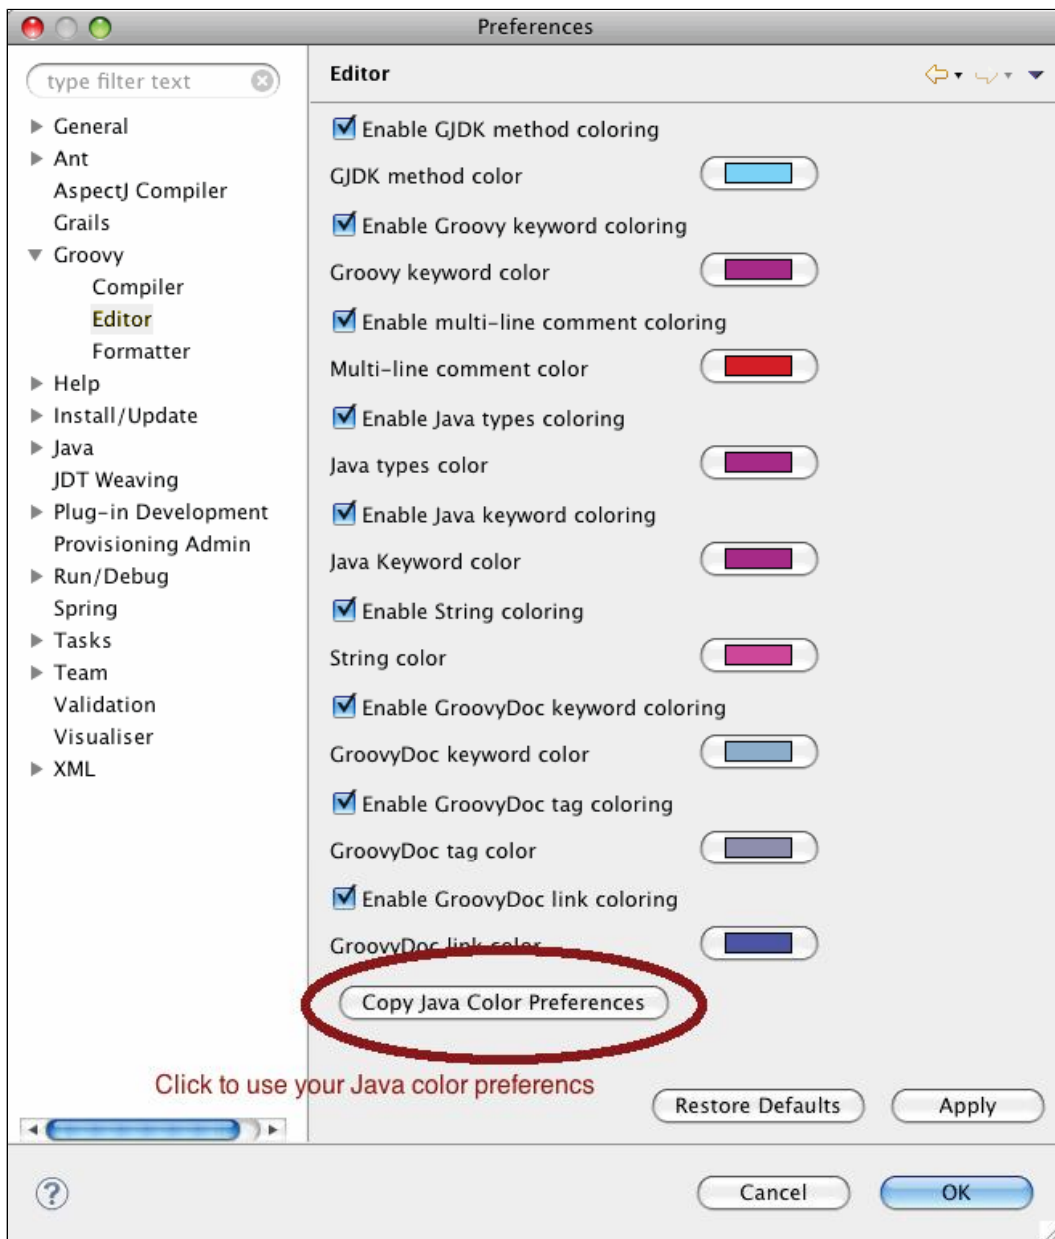 Preferences
type filter text
General
Ant
AspectJ Compiler
Grails
Groovy
Compiler
Editor
Formatter
Help
Install/Update
Java
JDT Weaving
Plug-in Development
Provisioning Admin
Run/Debug
Spring
Tasks
Team
Validation
Visualiser
XML
Editor
Enable GJDK method coloring
GJDK method color
Enable Groovy keyword coloring
Groovy keyword color
Enable multi-line comment coloring
Multi-line comment color
Enable Java types coloring
Java types color
Enable Java keyword coloring
Java Keyword color
Enable String coloring
String color
Enable GroovyDoc keyword coloring
GroovyDoc keyword color
Enable GroovyDoc tag coloring
GroovyDoc tag color
Enable GroovyDoc link coloring
GroovyDoc link color
Copy Java Color Preferences
Click to use your Java color preferencs
Restore Defaults
Apply
?
Cancel
OK